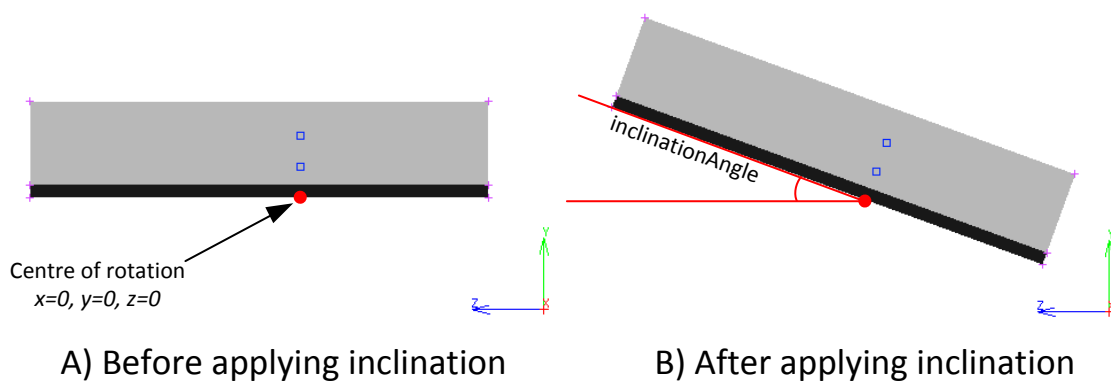 inclinationAngle
Centre of rotation
x=0, y=0, z=0
Y
Z
X
Y
Z
A) Before applying inclination
B) After applying inclination